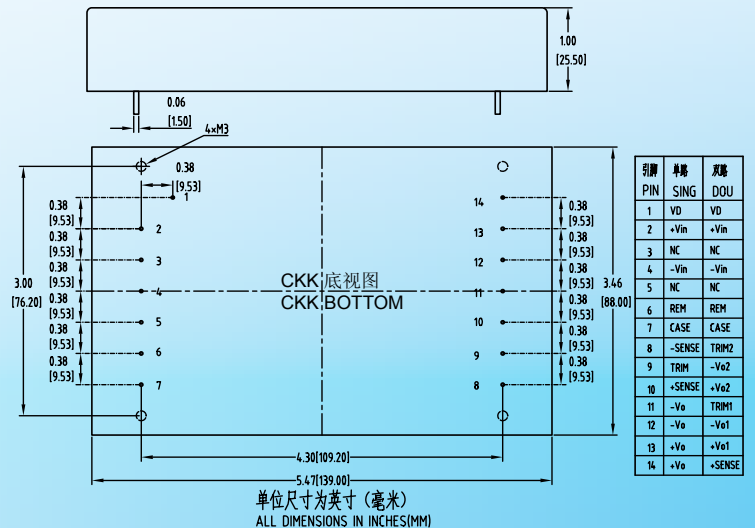 1.00
[25.50]
0.06
[1.50]
4×M3
0.38
[9.53]
1
14
0.38
[9.53]
0.38
[9.53]
2
13
0.38
[9.53]
3
12
0.38
[9.53]
0.38
[9.53]
3.00
[76.20]
CKK 底视图
CKK BOTTOM
4
11
3.46
[88.00]
0.38
[9.53]
0.38
[9.53]
5
10
0.38
[9.53]
6
9
0.38
[9.53]
0.38
[9.53]
7
8
4.30[109.20]
5.47[139.00]
单位尺寸为英寸 (毫米)
ALL DIMENSIONS IN INCHES(MM)
引脚 单路 双路
PIN SING DOU
1 VD VD
2 +Vin +Vin
3 NC NC
4 -Vin -Vin
5 NC NC
6 REM REM
7 CASE CASE
8 -SENSE TRIM2
9 TRIM -Vo2
10 +SENSE +Vo2
11 -Vo TRIM1
12 -Vo -Vo1
13 +Vo +Vo1
14 +Vo +SENSE